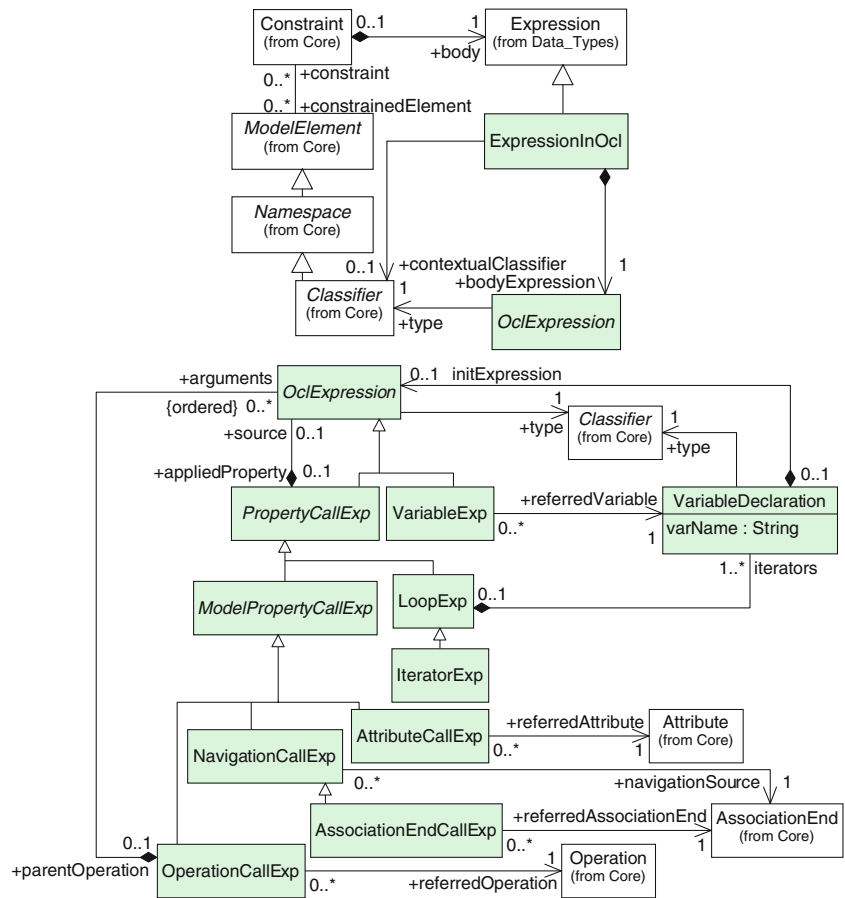 Constraint
(from Core)
0..1
1
+body
Expression
(from Data_Types)
+constraint
0..*
0..*
+constrainedElement
ModelElement
(from Core)
ExpressionInOcl
Namespace
(from Core)
0..1
+contextualClassifier
1
+bodyExpression
Classifier
(from Core)
1
+type
OclExpression
+arguments
{ordered}
0..*
OclExpression
0..1
initExpression
+source
0..1
1
+type
Classifier
(from Core)
1
+type
+appliedProperty
0..1
0..1
PropertyCallExp
VariableExp
+referredVariable
0..*
1
VariableDeclaration
varName : String
1..*
iterators
ModelPropertyCallExp
LoopExp
0..1
IteratorExp
AttributeCallExp
+referredAttribute
0..*
1
Attribute
(from Core)
NavigationCallExp
0..*
+navigationSource
1
AssociationEndCallExp
+referredAssociationEnd
0..*
1
AssociationEnd
(from Core)
0..1
+parentOperation
OperationCallExp
0..*
+referredOperation
1
Operation
(from Core)